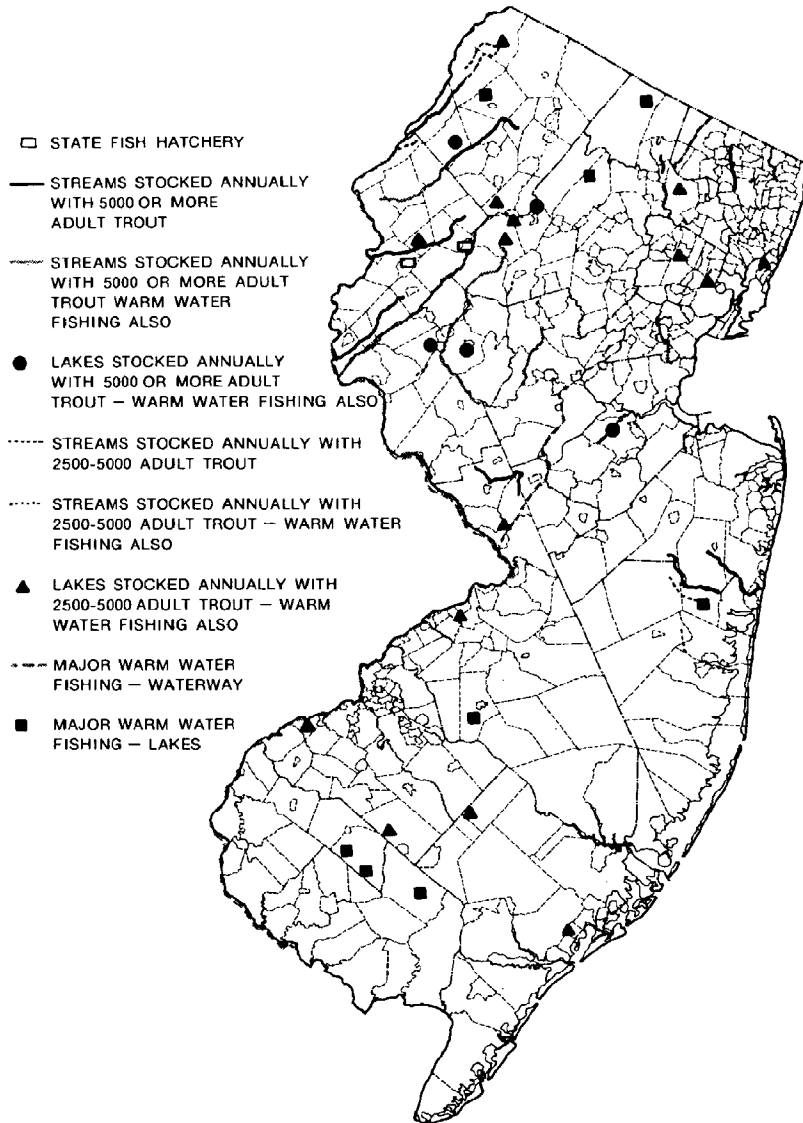 STATE FISH HATCHERY
STREAMS STOCKED ANNUALLY
WITH 5000 OR MORE
ADULT TROUT
STREAMS STOCKED ANNUALLY
WITH 5000 OR MORE ADULT
TROUT WARM WATER
FISHING ALSO
LAKES STOCKED ANNUALLY
WITH 5000 OR MORE ADULT
TROUT – WARM WATER FISHING ALSO
STREAMS STOCKED ANNUALLY WITH
2500-5000 ADULT TROUT
STREAMS STOCKED ANNUALLY WITH
2500-5000 ADULT TROUT – WARM WATER
FISHING ALSO
LAKES STOCKED ANNUALLY WITH
2500-5000 ADULT TROUT – WARM
WATER FISHING ALSO
MAJOR WARM WATER
FISHING – WATERWAY
MAJOR WARM WATER
FISHING – LAKES